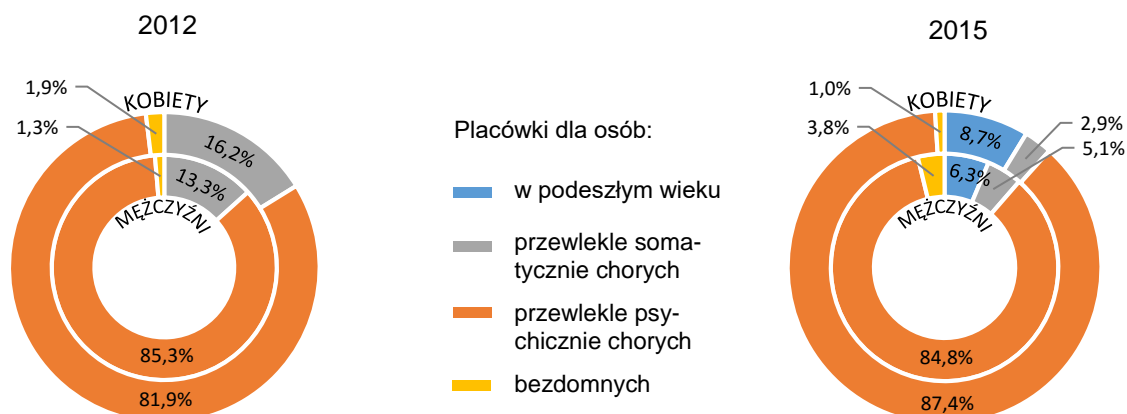 2012
KOBIETY
1,9%
1,3%
16,2%
13,3%
MĘŻCZYŹNI
85,3%
81,9%
Placówki dla osób:
w podeszłym wieku
przewlekle soma-
tycznie chorych
przewlekle psy-
chicznie chorych
bezdomnych
2015
KOBIETY
1,0%
3,8%
8,7%
2,9%
5,1%
6,3%
MĘŻCZYŹNI
84,8%
87,4%